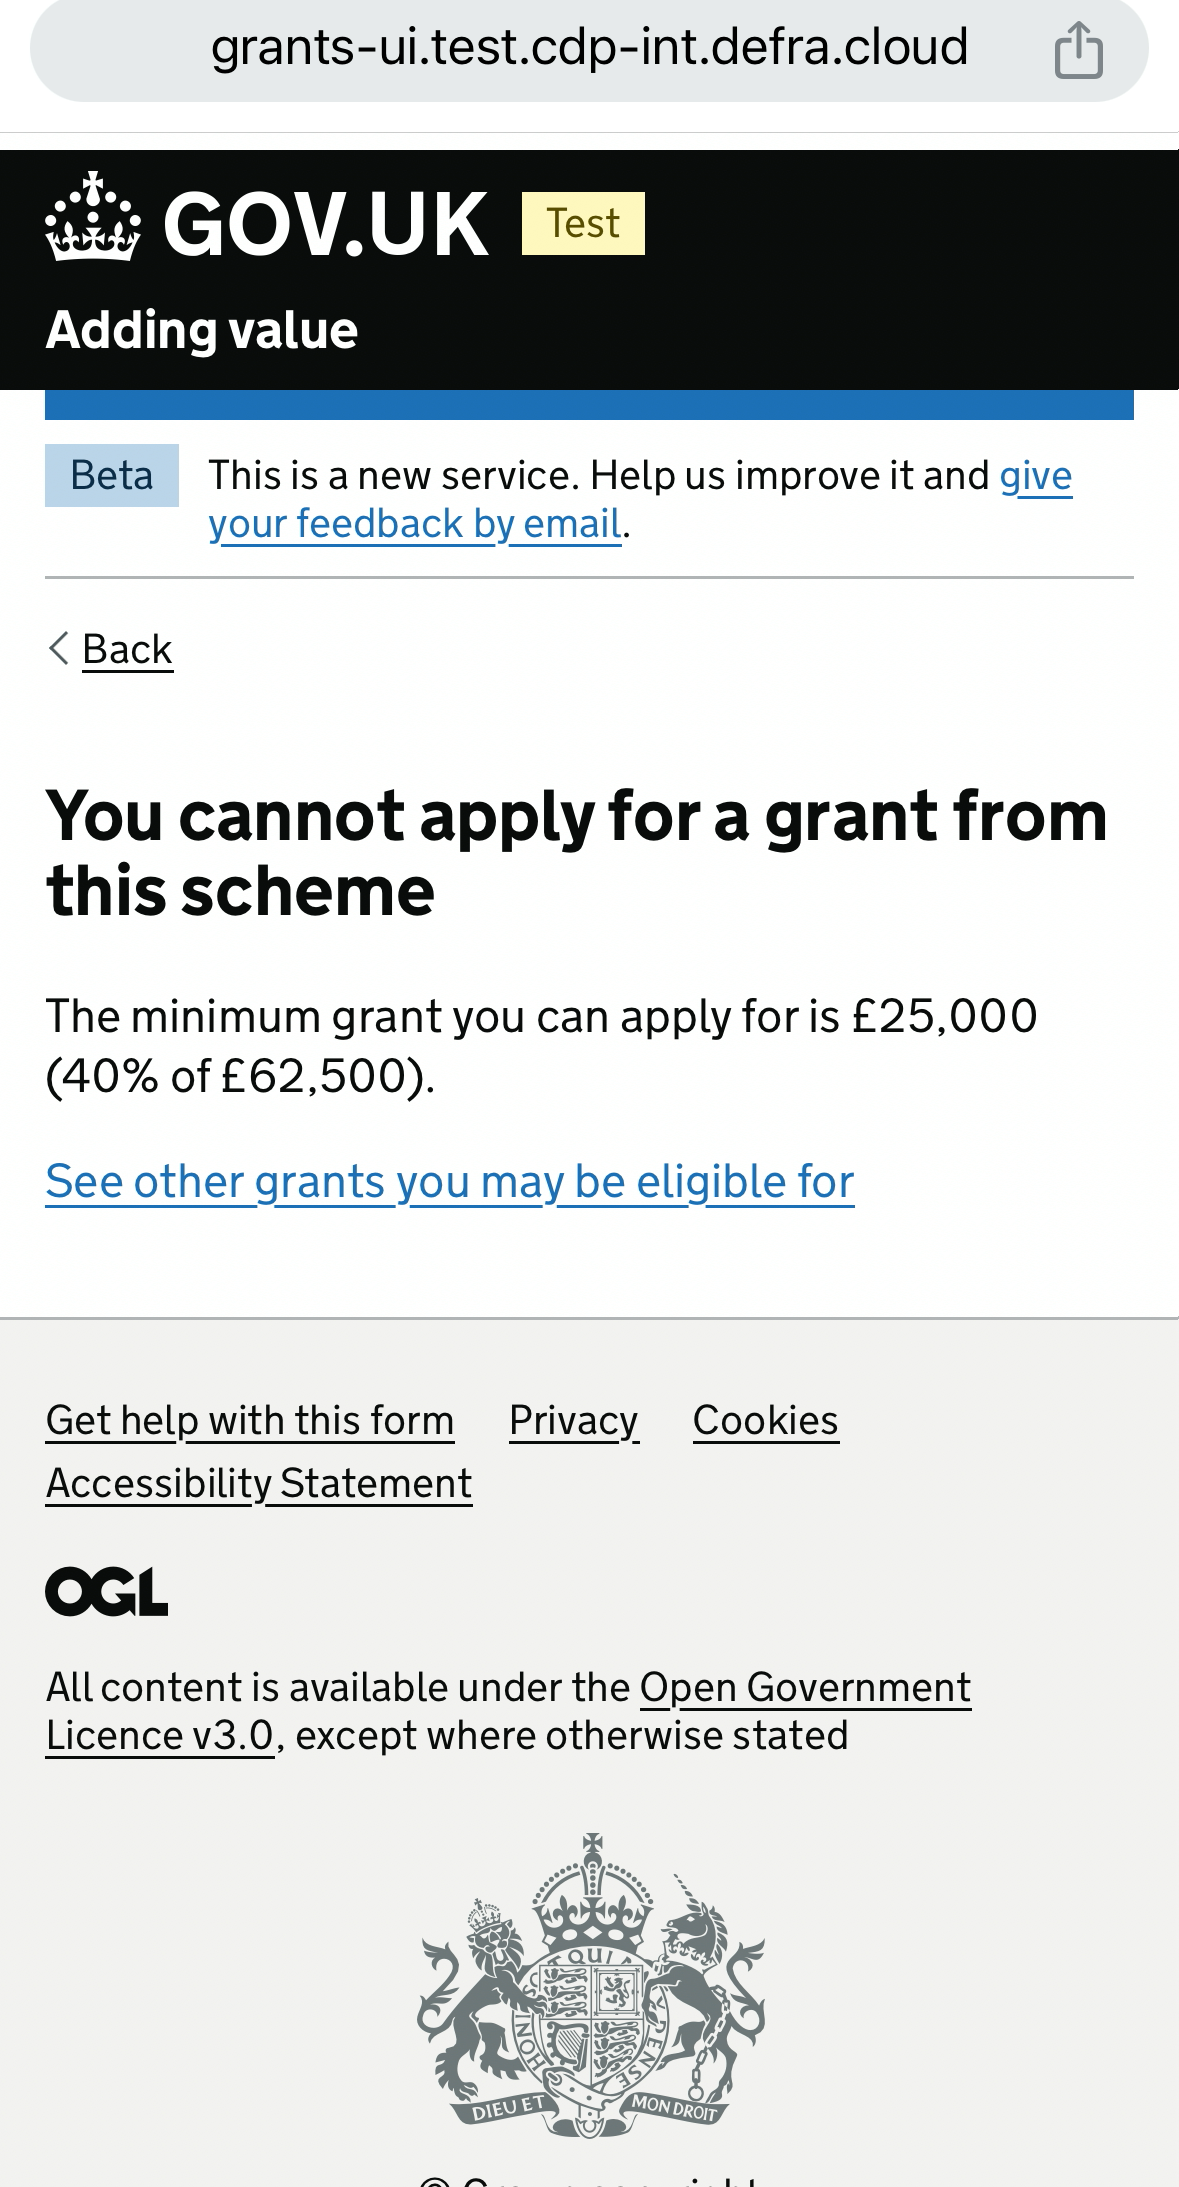 grants-ui.test.cdp-int.defra.cloud
GOV.UK Test
Adding value
Beta
This is a new service. Help us improve it and give
your feedback by email.
Back
You cannot apply for a grant from
this scheme
The minimum grant you can apply for is £25,000
(40% of £62,500).
See other grants you may be eligible for
Get help with this form Privacy Cookies
Accessibility Statement
OGL
All content is available under the Open Government
Licence v3.0, except where otherwise stated
QUI
HONI
PENSE
DIEU ET MON DROIT
© Crown copyright